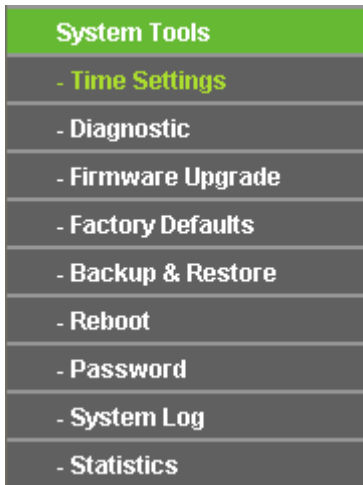 System Tools
- Time Settings
- Diagnostic
- Firmware Upgrade
- Factory Defaults
- Backup & Restore
- Reboot
- Password
- System Log
- Statistics